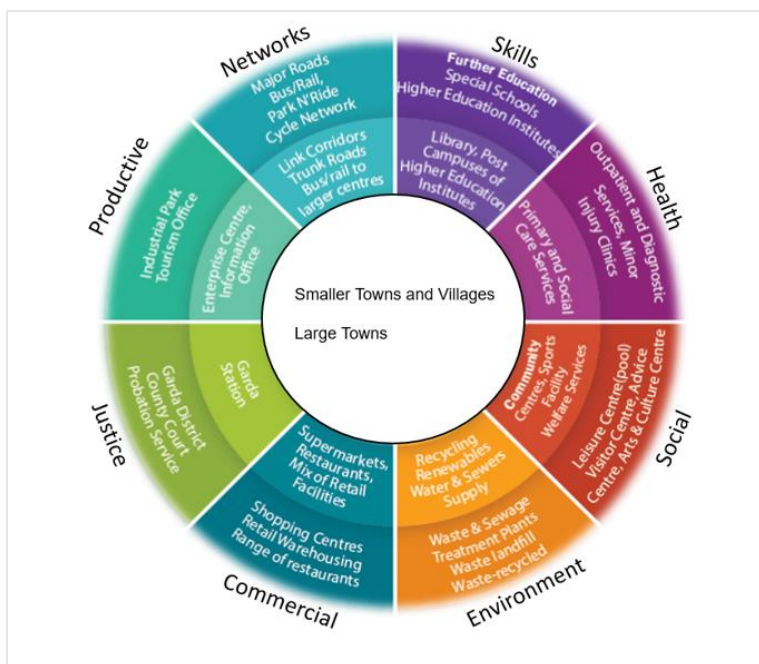 Networks
Major Roads
Bus/Rail,
Park N'Ride
Cycle Network
Link Corridors
Trunk Roads
Bus/rail to
larger centres
Skills
Further Education
Special Schools
Higher Education Institutes
Library, Post
Campuses of
Higher Education
Institutes
Health
Outpatient and Diagnostic
Services, Minor
Injury Clinics
Primary and Social
Care Services
Social
Leisure Centre(pool)
Visitor Centre, Advice
Centre, Arts & Culture Centre
Community
Centres, Sports
Facility
Welfare Services
Environment
Recycling
Renewables
Water & Sewers
Supply
Waste & Sewage
Treatment Plants
Waste landfill
Waste-recycled
Commercial
Supermarkets,
Restaurants,
Mix of Retail
Facilities
Shopping Centres
Retail Warehousing
Range of restaurants
Justice
Garda District
County Court
Probation Service
Garda
Station
Productive
Industrial Park
Tourism Office
Enterprise Centre,
Information
Office
Smaller Towns and Villages
Large Towns